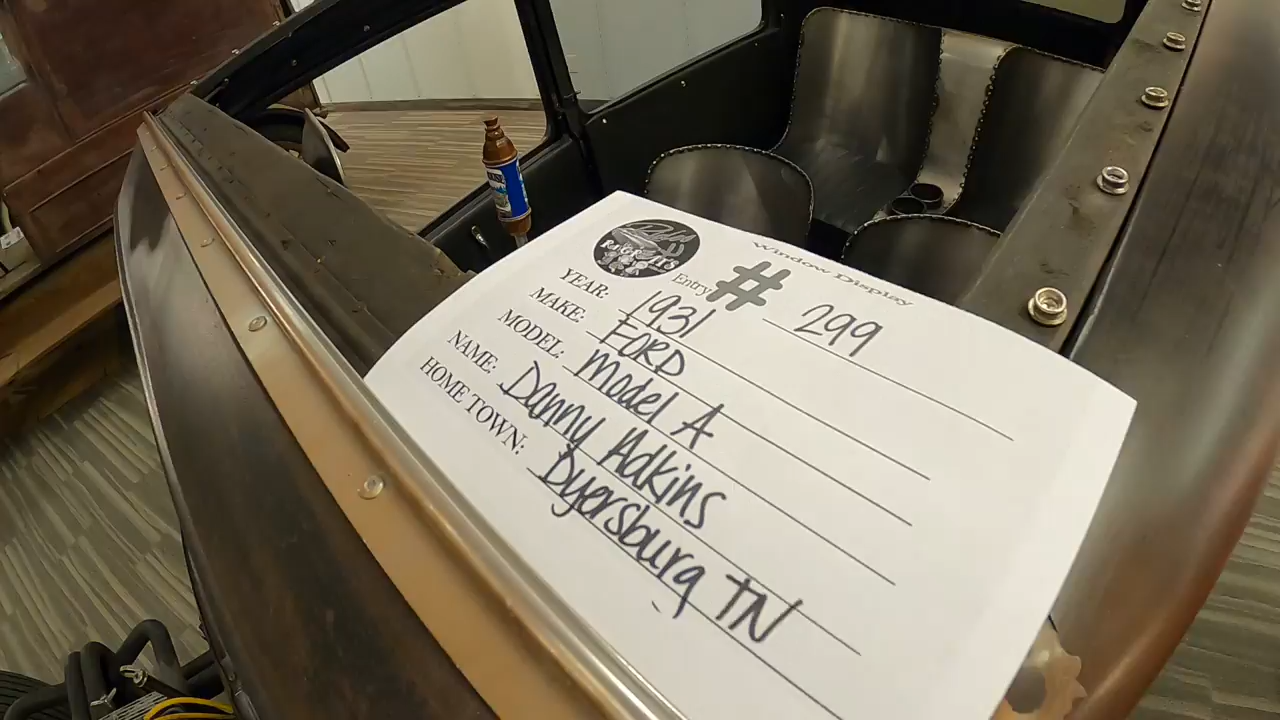 Window Display
Entry # 299
YEAR: 1931
MAKE: FORD
MODEL: Model A
NAME: Danny Adkins
HOME TOWN: Dyersburg TN